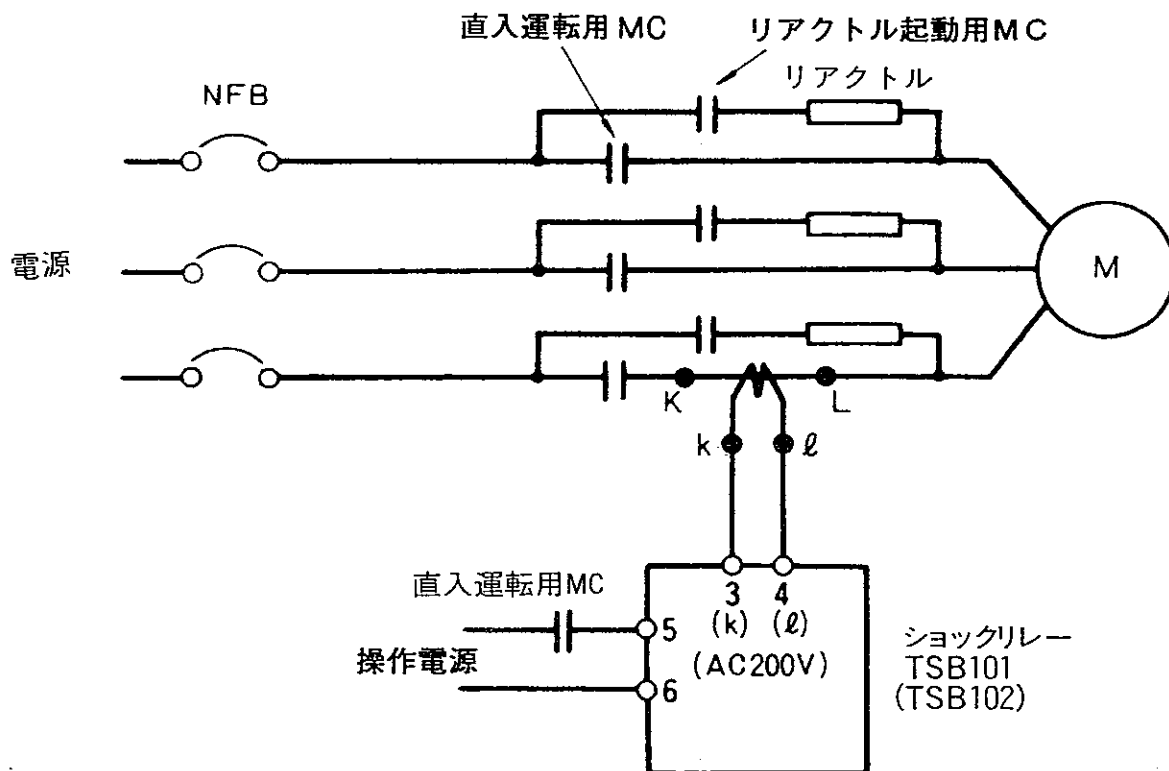 直入運転用 MC
リアクトル起動用MC
リアクトル
NFB
電源
M
K
L
k
ℓ
直入運転用MC
3
4
(k)
(ℓ)
5
操作電源
6
(AC200V)
ショックリレー
TSB101
(TSB102)